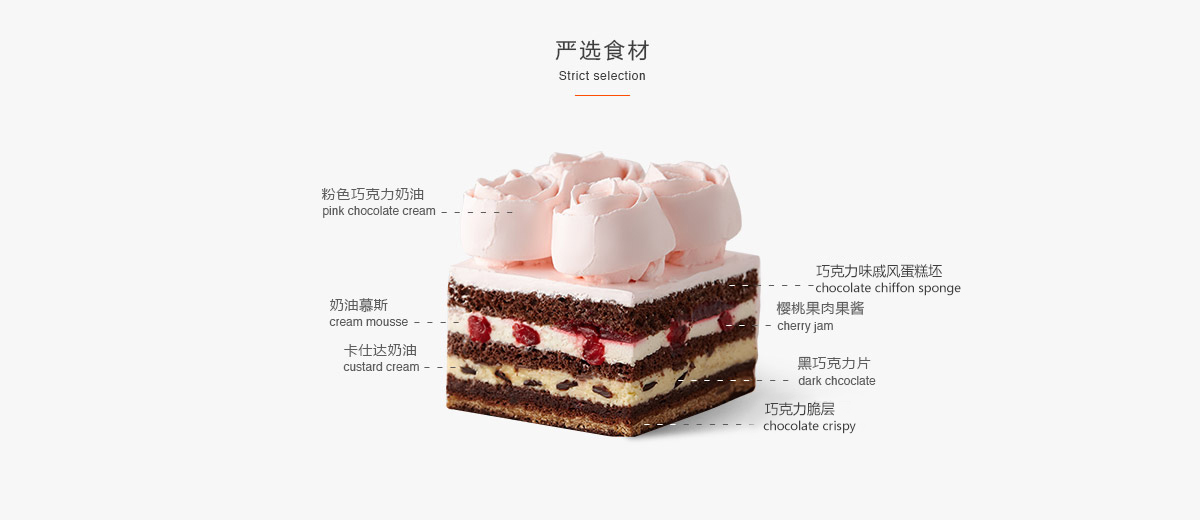 严选食材
Strict selection
粉色巧克力奶油
pink chocolate cream
巧克力味戚风蛋糕坯
chocolate chiffon sponge
奶油慕斯
cream mousse
樱桃果肉果酱
cherry jam
卡仕达奶油
custard cream
黑巧克力片
dark chcoclate
巧克力脆层
chocolate crispy